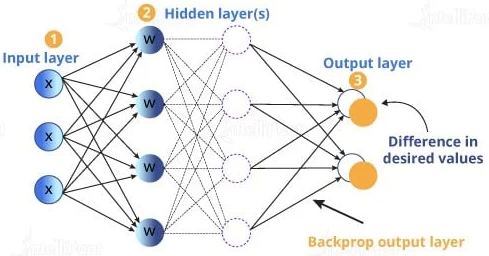 1
Input layer
2
Hidden layer(s)
Output layer
3
X
X
X
W
W
W
W
Difference in
desired values
Backprop output layer